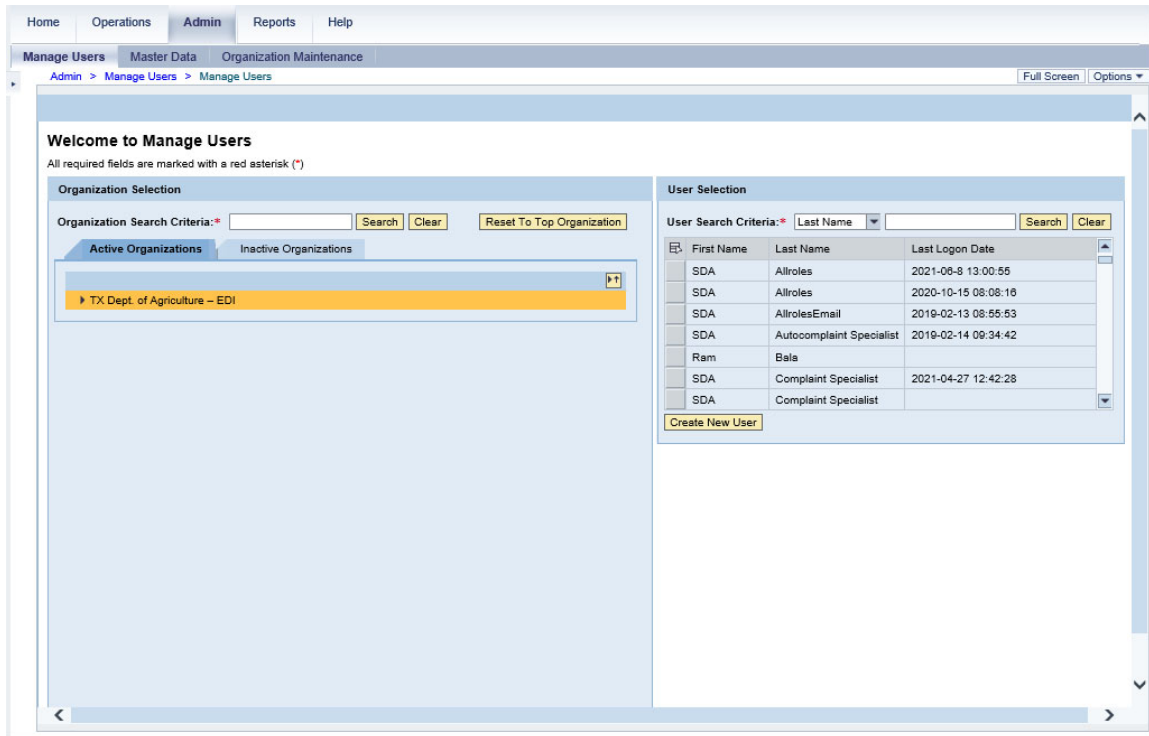 Home Operations Admin Reports Help
Manage Users Master Data Organization Maintenance
Admin > Manage Users > Manage Users Full Screen Options
Welcome to Manage Users
All required fields are marked with a red asterisk (*)
Organization Selection
Organization Search Criteria:* Search Clear Reset To Top Organization
Active Organizations Inactive Organizations
TX Dept. of Agriculture – EDI
User Selection
User Search Criteria:* Last Name Search Clear
First Name Last Name Last Logon Date
SDA Allroles 2021-06-8 13:00:55
SDA Allroles 2020-10-15 08:08:16
SDA AllrolesEmail 2019-02-13 08:55:53
SDA Autocomplaint Specialist 2019-02-14 09:34:42
Ram Bala
SDA Complaint Specialist 2021-04-27 12:42:28
SDA Complaint Specialist
Create New User